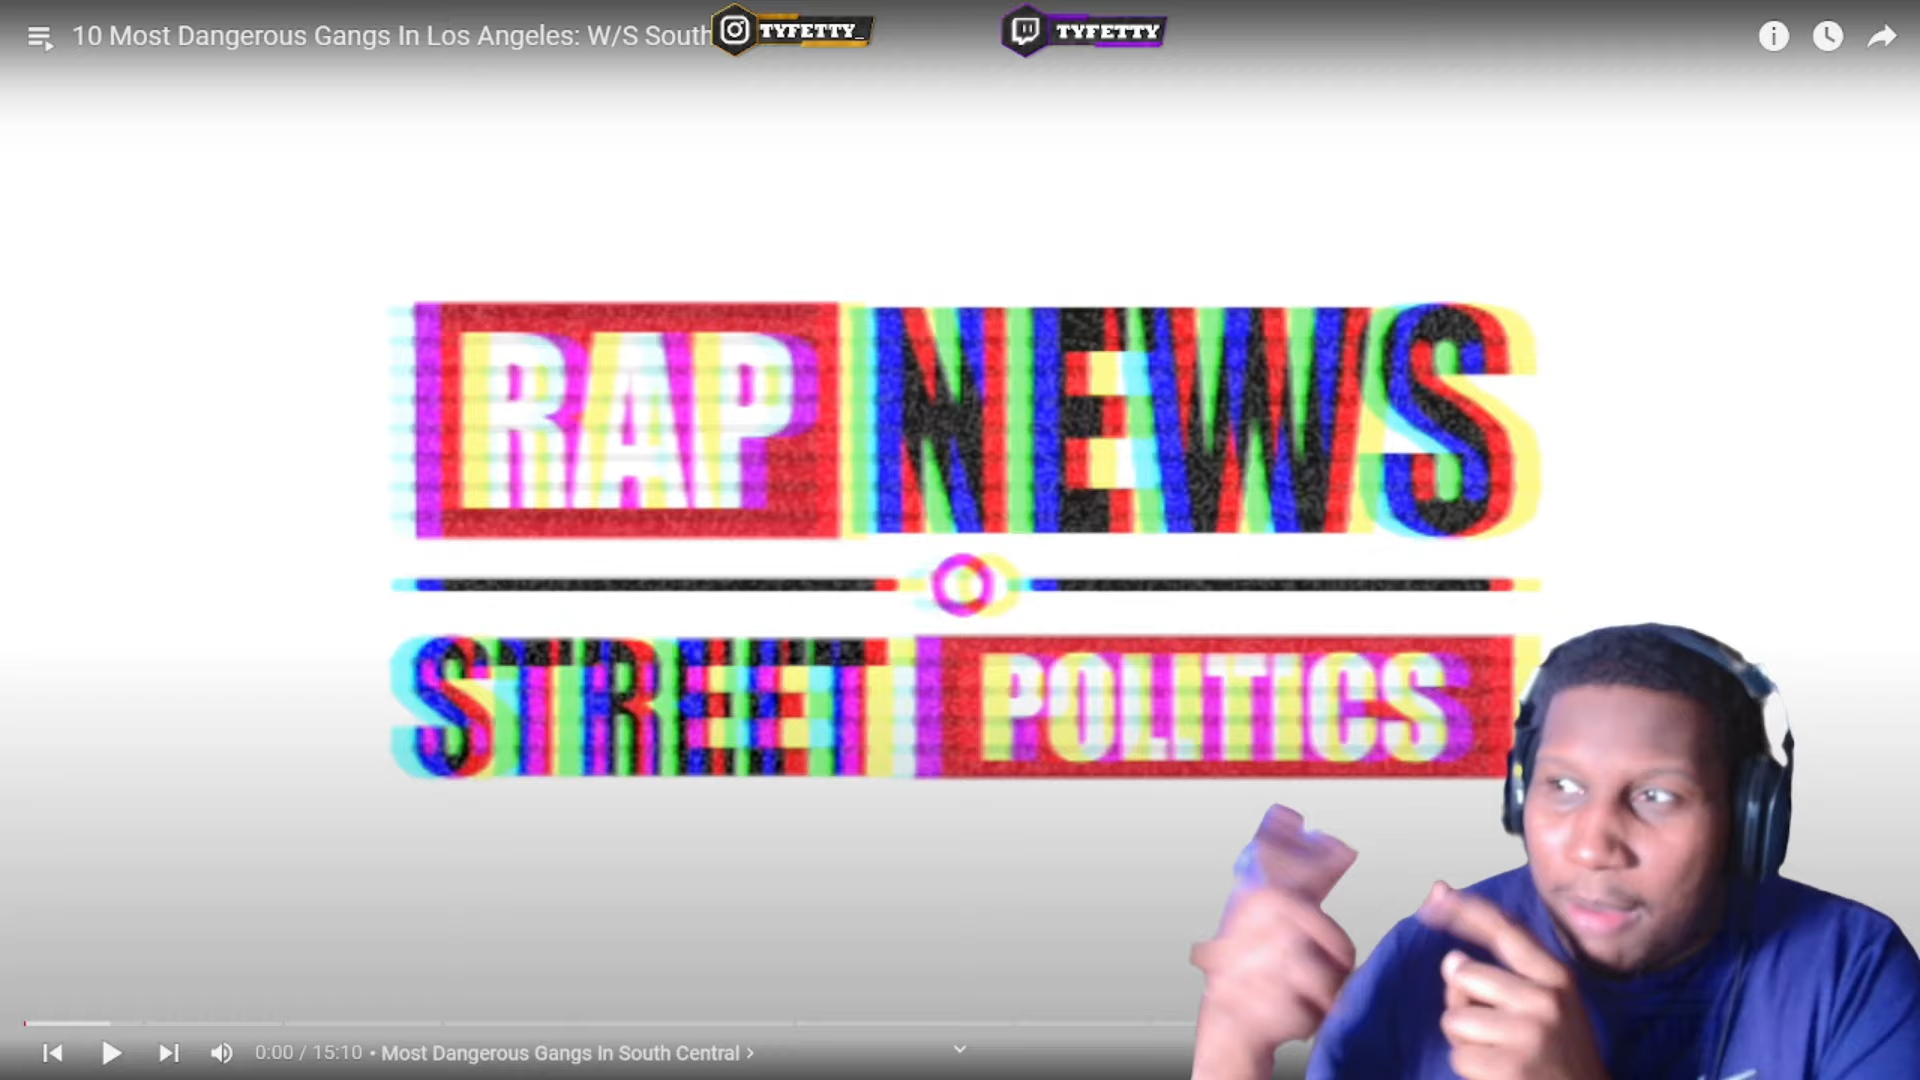 10 Most Dangerous Gangs In Los Angeles: W/S South
TYFETTY_
TYFETTY
RAP NEWS
STREET POLITICS
0:00 / 15:10 • Most Dangerous Gangs In South Central >